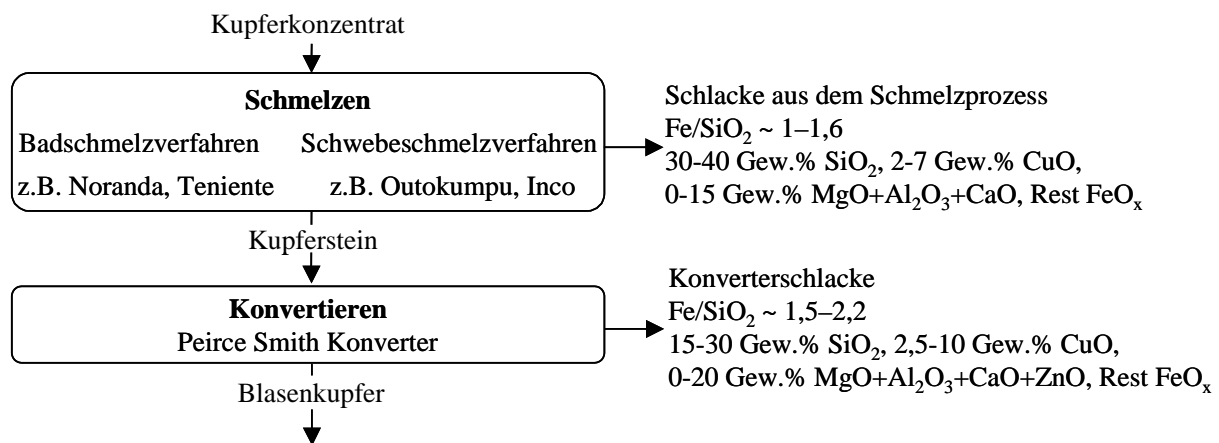 Kupferkonzentrat
Schmelzen
Badschmelzverfahren Schwebeschmelzverfahren
z.B. Noranda, Teniente z.B. Outokumpu, Inco
Schlacke aus dem Schmelzprozess
Fe/SiO₂ ~ 1–1,6
30-40 Gew.% SiO₂, 2-7 Gew.% CuO,
0-15 Gew.% MgO+Al₂O₃+CaO, Rest FeOₓ
Kupferstein
Konvertieren
Peirce Smith Konverter
Konverterschlacke
Fe/SiO₂ ~ 1,5–2,2
15-30 Gew.% SiO₂, 2,5-10 Gew.% CuO,
0-20 Gew.% MgO+Al₂O₃+CaO+ZnO, Rest FeOₓ
Blasenkupfer